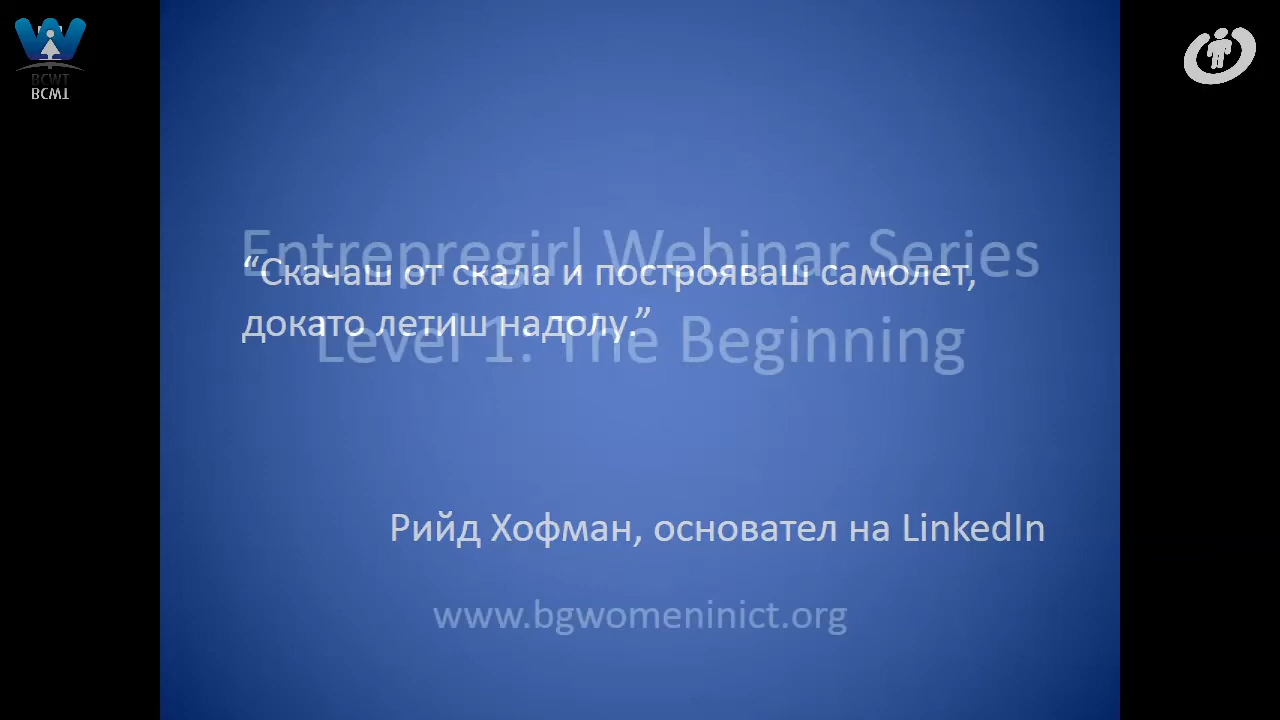 BCWT
BCWT
Entrepregirl Webinar Series
Level 1: The Beginning
“Скачаш от скала и построяваш самолет,
докато летиш надолу.”
Рийд Хофман, основател на LinkedIn
www.bgwomeninict.org